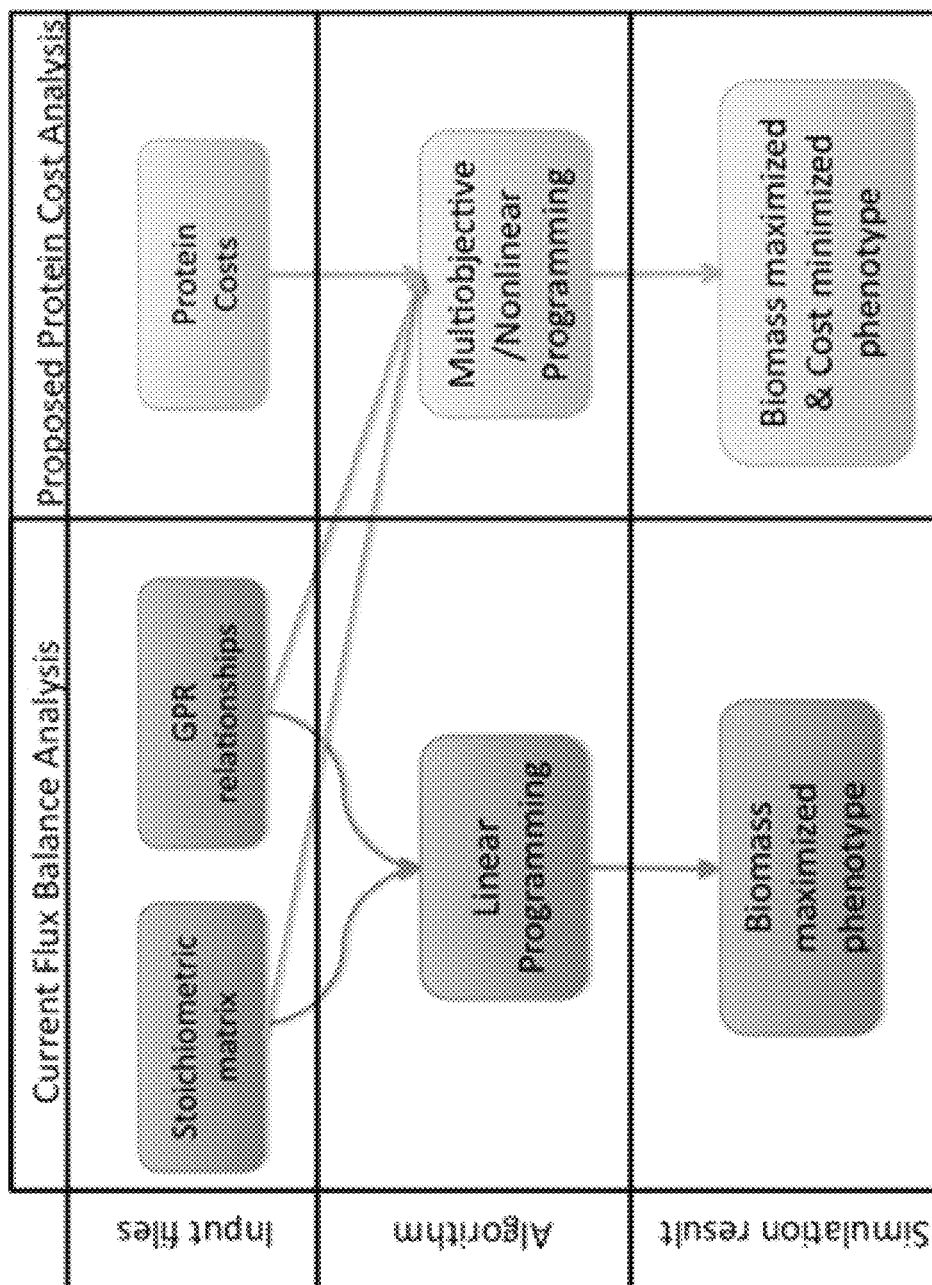 Current Flux Balance Analysis
Proposed Protein Cost Analysis
Input files
Stoichiometric
matrix
GPR
relationships
Protein
Costs
Algorithm
Linear
Programming
Multiobjective
/Nonlinear
Programming
Simulation result
Biomass
maximized
phenotype
Biomass maximized
& Cost minimized
phenotype